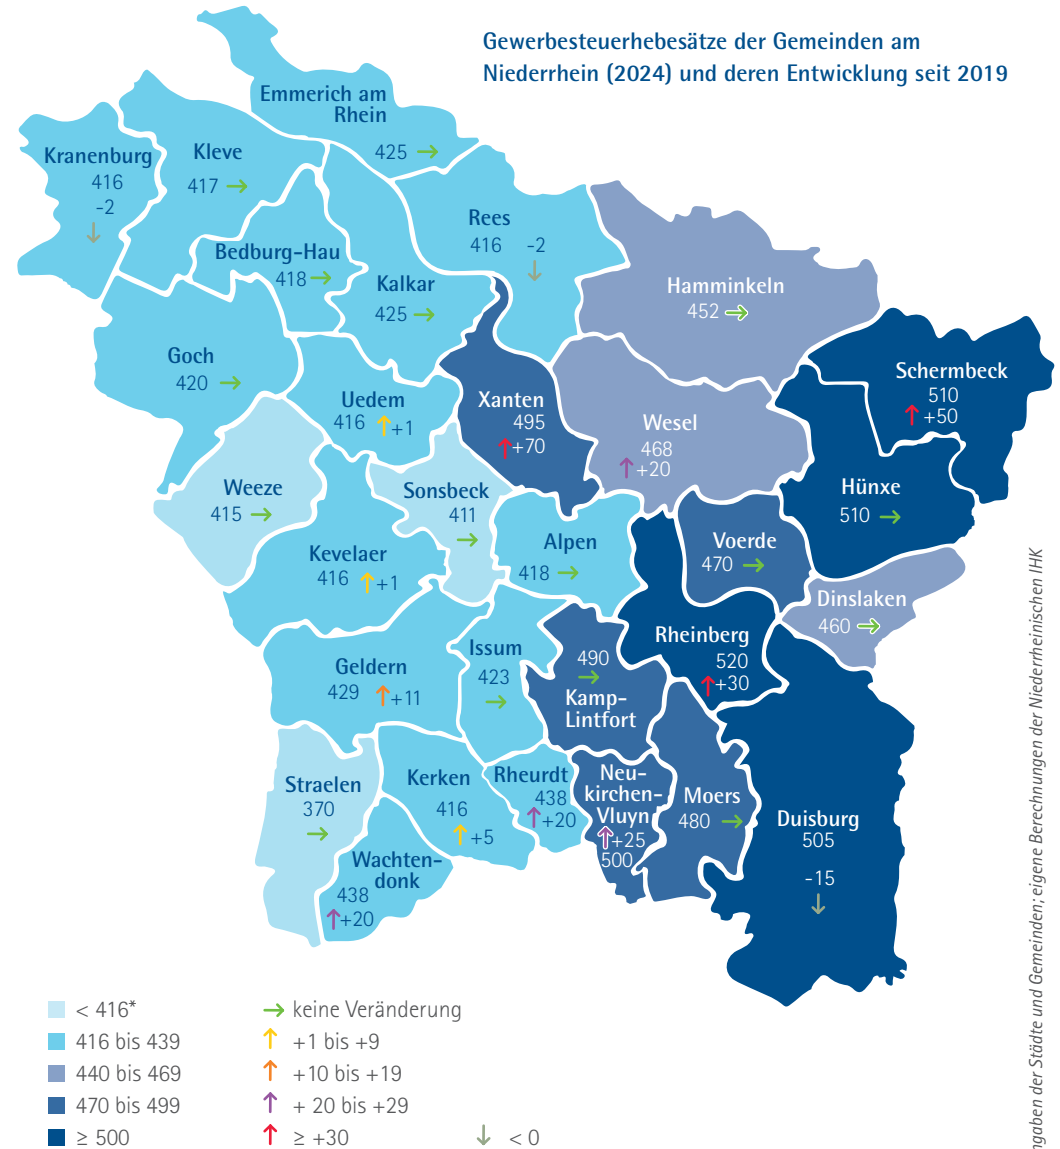 Gewerbesteuerhebesätze der Gemeinden am
Niederrhein (2024) und deren Entwicklung seit 2019
Emmerich am
Rhein
425
Kranenburg
416
-2
Kleve
417
Rees
416 -2
Bedburg-Hau
418
Kalkar
425
Hamminkeln
452
Goch
420
Schermbeck
510
+50
Uedem
416 +1
Xanten
495
+70
Wesel
468
+20
Weeze
415
Sonsbeck
411
Hünxe
510
Kevelaer
416 +1
Alpen
418
Voerde
470
Dinslaken
460
Rheinberg
520
+30
Geldern
429 +11
Issum
423
490
Kamp-
Lintfort
Straelen
370
Kerken
416
+5
Rheurdt
438
+20
Neu-
kirchen-
Vluyn
+25
500
Moers
480
Duisburg
505
-15
Wachten-
donk
438
+20
< 416*
416 bis 439
440 bis 469
470 bis 499
≥ 500
keine Veränderung
+1 bis +9
+10 bis +19
+ 20 bis +29
≥ +30
< 0
der Städte und Gemeinden; eigene Berechnungen der Niederrheinischen IHK